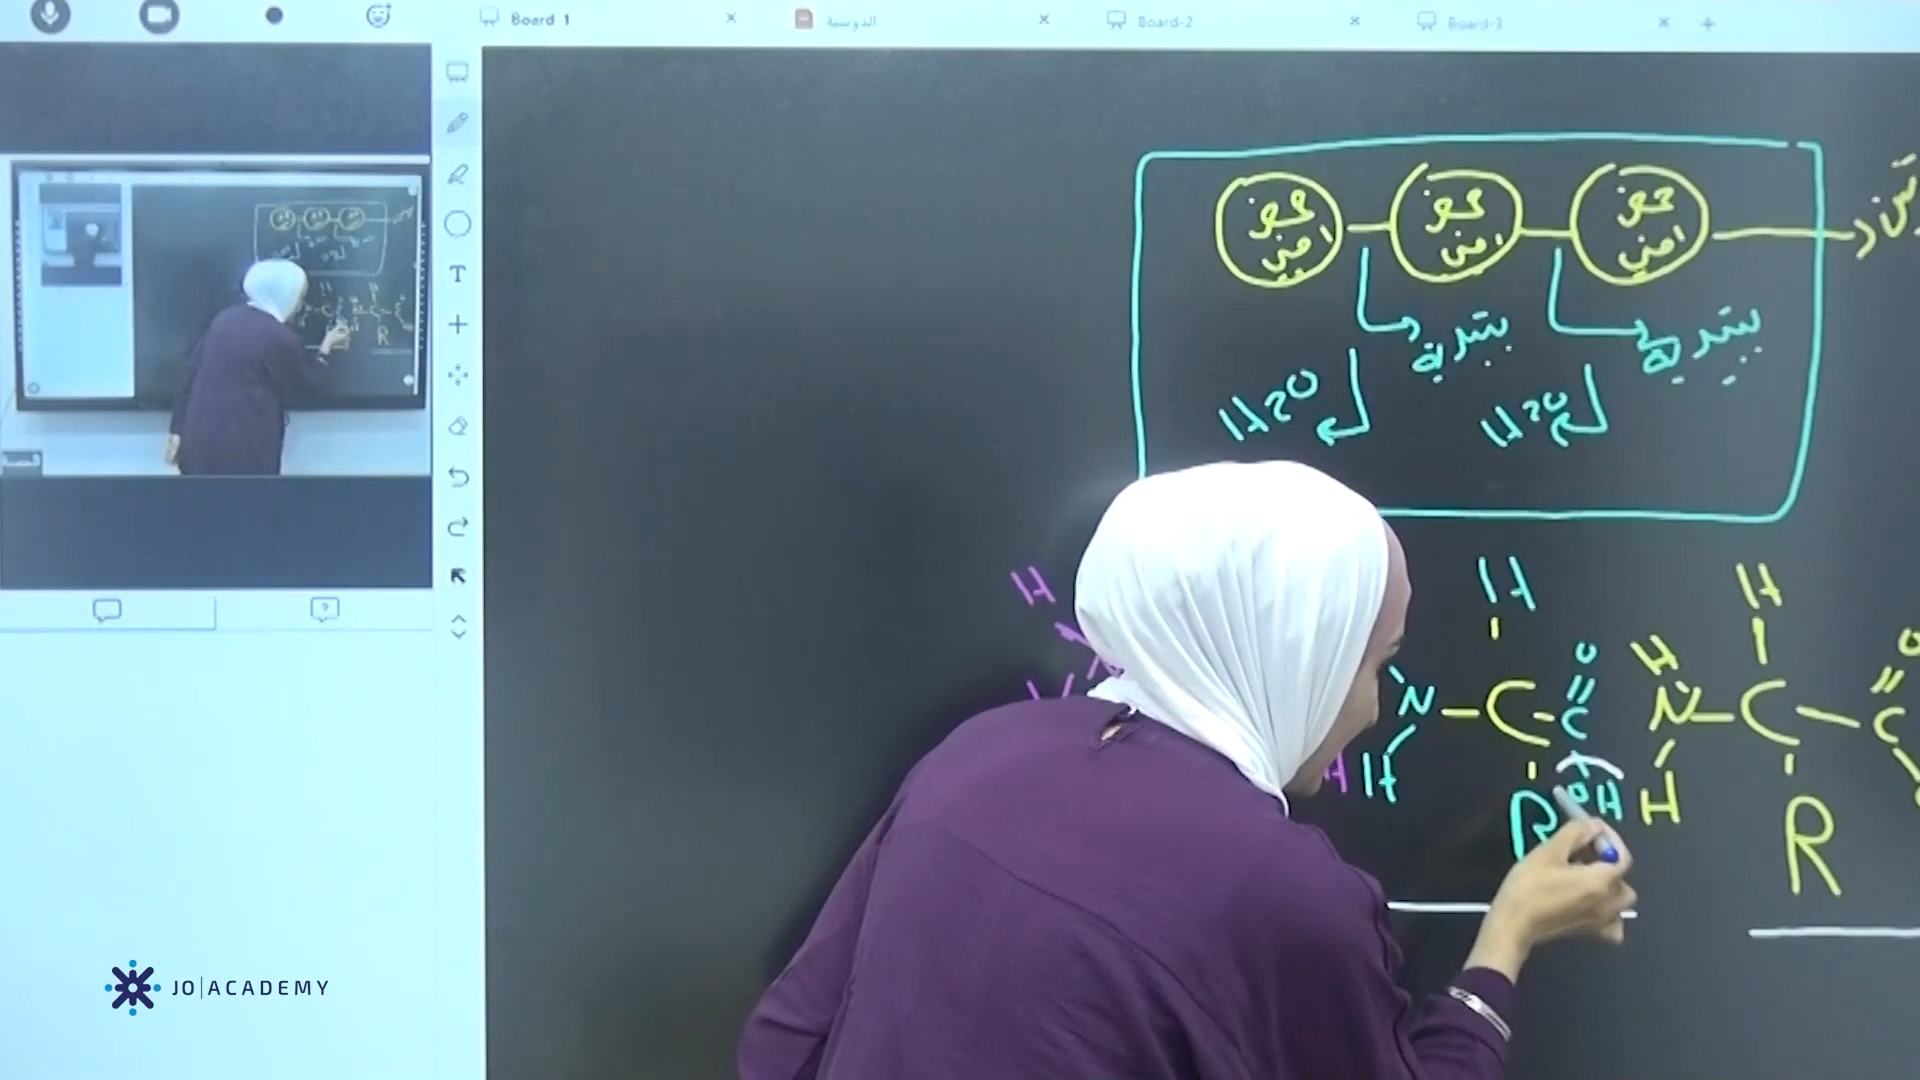 Board 1
الدوسية
Board-2
Board-3
حمض أميني
حمض أميني
حمض أميني
ببتيدية
ببتيدية
H2O
H2O
H
H
H
O
H
O
N
C
C
N
C
C
H
H
OH
H
R
R
JO ACADEMY